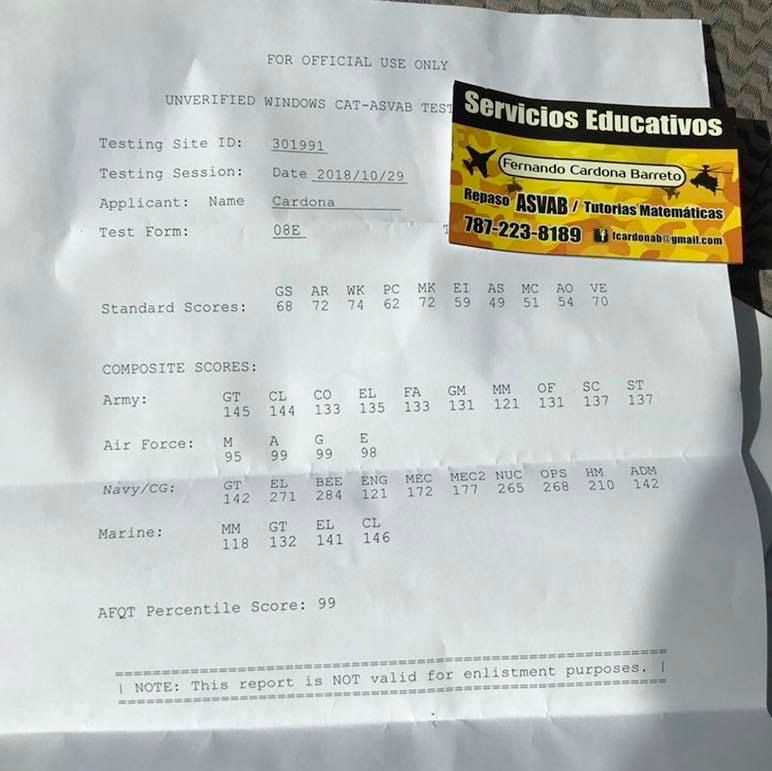 FOR OFFICIAL USE ONLY
UNVERIFIED WINDOWS CAT-ASVAB TEST
Testing Site ID: 301991
Testing Session: Date 2018/10/29
Applicant: Name Cardona
Test Form: 08E
Servicios Educativos
Fernando Cardona Barreto
Repaso ASVAB / Tutorias Matemáticas
787-223-8189 f fcardonab@gmail.com
GS AR WK PC MK EI AS MC AO VE
Standard Scores: 68 72 74 62 72 59 49 51 54 70
COMPOSITE SCORES:
Army: GT CL CO EL FA GM MM OF SC ST
145 144 133 135 133 131 121 131 137 137
Air Force: M A G E
95 99 99 98
Navy/CG: GT EL BEE ENG MEC MEC2 NUC OPS HM ADM
142 271 284 121 172 177 265 268 210 142
Marine: MM GT EL CL
118 132 141 146
AFQT Percentile Score: 99
| NOTE: This report is NOT valid for enlistment purposes. |